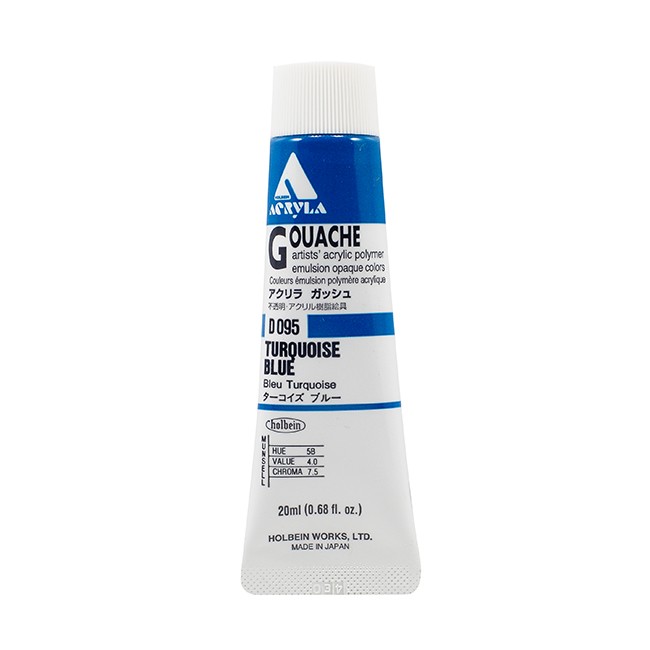 HOLBEIN
ACRYLA
GOUACHE
artists' acrylic polymer
emulsion opaque colors
Couleurs émulsion polymère acrylique
アクリラ ガッシュ
不透明・アクリル樹脂絵具
D095
TURQUOISE
BLUE
Bleu Turquoise
ターコイズ ブルー
holbein
MUNSELL
HUE 5B
VALUE 4.0
CHROMA 7.5
20ml (0.68 fl. oz.)
HOLBEIN WORKS, LTD.
MADE IN JAPAN